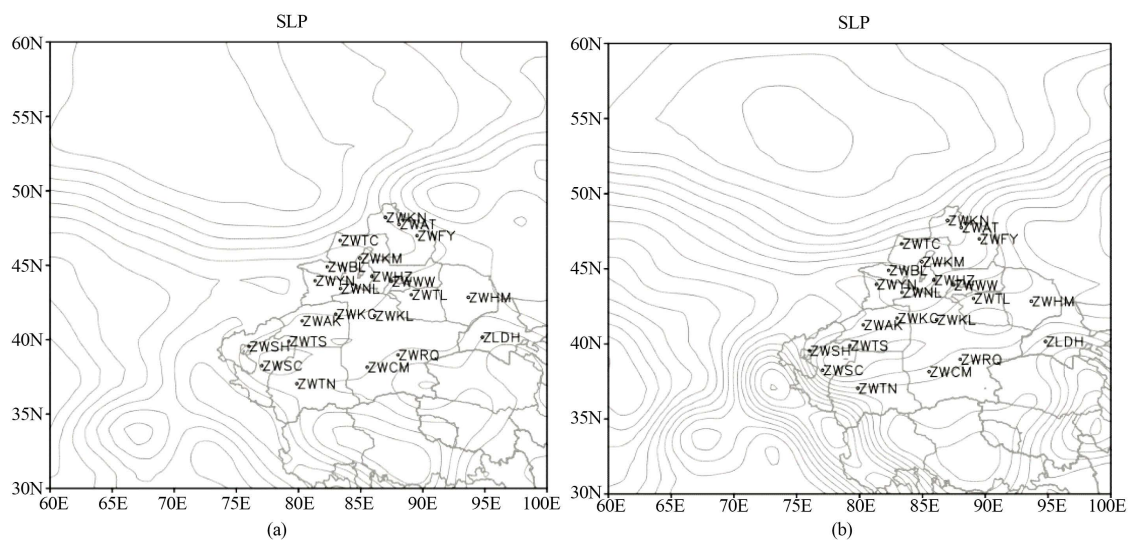 SLP
60N
55N
50N
45N
40N
35N
30N
60E 65E 70E 75E 80E 85E 90E 95E 100E
ZWKN
ZWAT
ZWFY
ZWTC
ZWKM
ZWBL
ZWYN
ZWNL
ZWHZ
ZWWW
ZWTL
ZWHM
ZWAK
ZWKC
ZWKL
ZWSH
ZWTS
ZWSC
ZWRQ
ZWCM
ZWTN
ZLDH
(a)
SLP
60N
55N
50N
45N
40N
35N
30N
60E 65E 70E 75E 80E 85E 90E 95E 100E
ZWKN
ZWAT
ZWFY
ZWTC
ZWKM
ZWBL
ZWYN
ZWNL
ZWHZ
ZWWW
ZWTL
ZWHM
ZWAK
ZWKC
ZWKL
ZWSH
ZWTS
ZWSC
ZWRQ
ZWCM
ZWTN
ZLDH
(b)